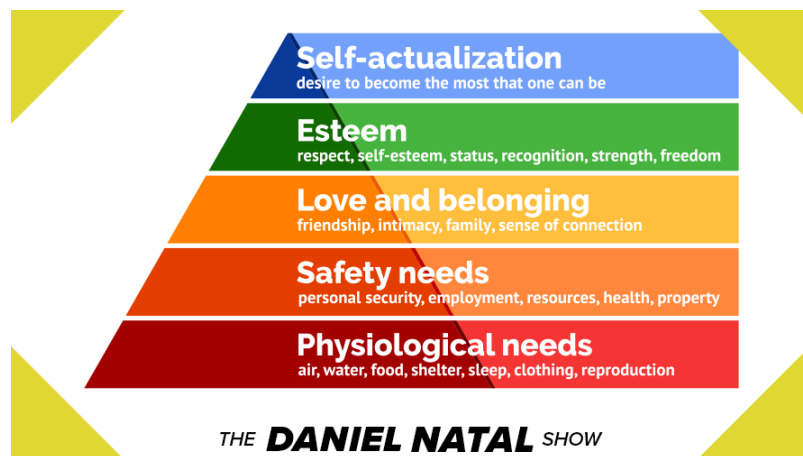 Self-actualization
desire to become the most that one can be
Esteem
respect, self-esteem, status, recognition, strength, freedom
Love and belonging
friendship, intimacy, family, sense of connection
Safety needs
personal security, employment, resources, health, property
Physiological needs
air, water, food, shelter, sleep, clothing, reproduction
THE DANIEL NATAL SHOW